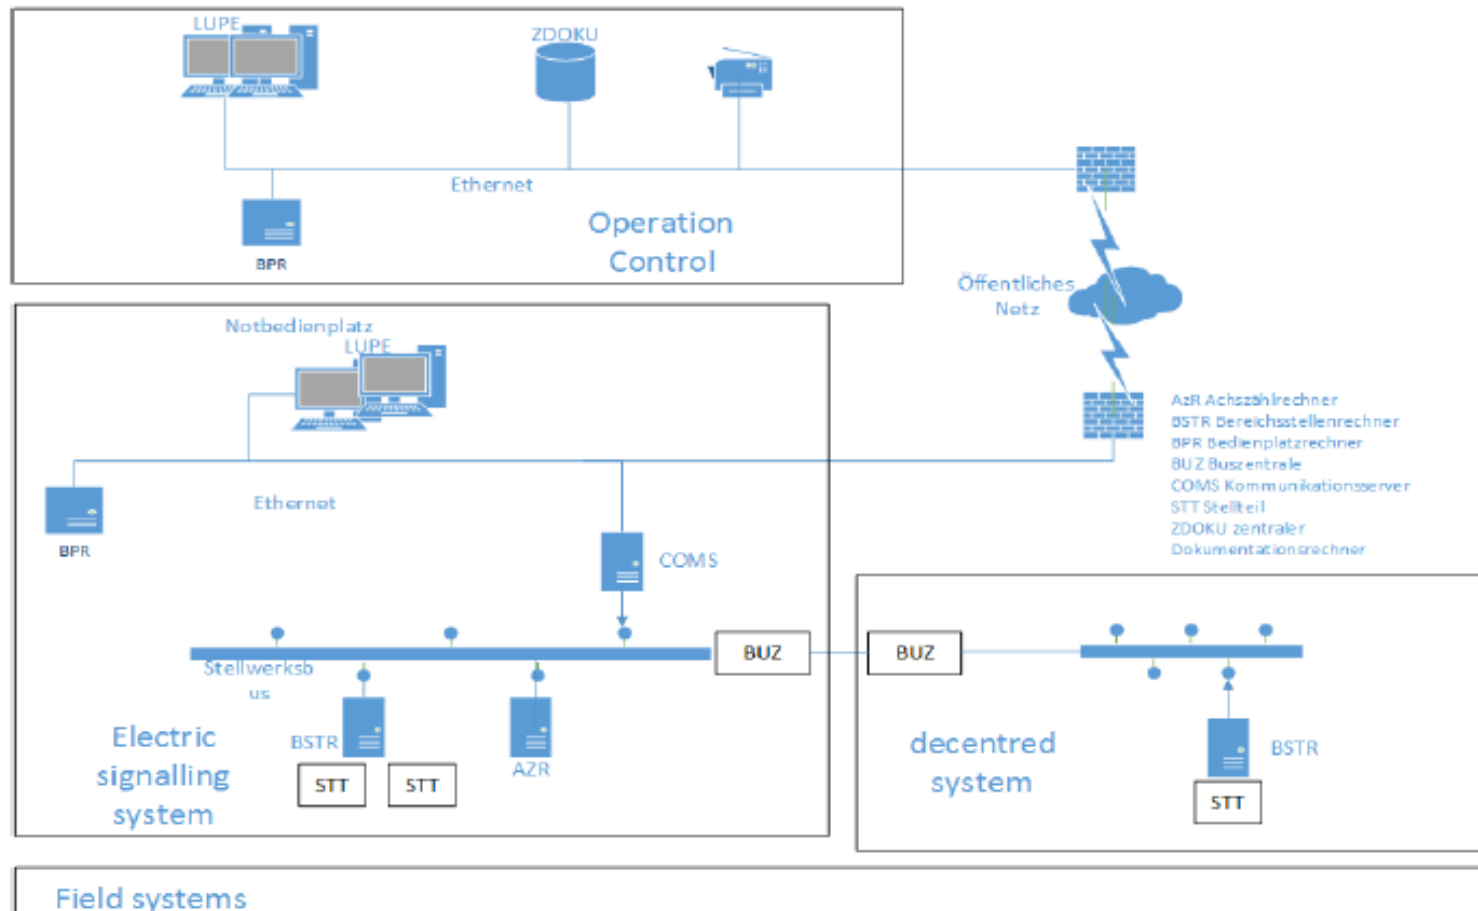 LUPE
ZDOKU
Ethernet
Operation
Control
BPR
Öffentliches
Netz
Notbedienplatz
LUPE
AzR Achszählrechner
BSTR Bereichsstellenrechner
BPR Bedienplatzrechner
BUZ Buszentrale
COMS Kommunikationsserver
STT Stellteil
ZDOKU zentraler
Dokumentationsrechner
Ethernet
BPR
COMS
BUZ
BUZ
Stellwerksb
us
Electric
signalling
system
BSTR
AZR
STT
STT
decentred
system
BSTR
STT
Field systems